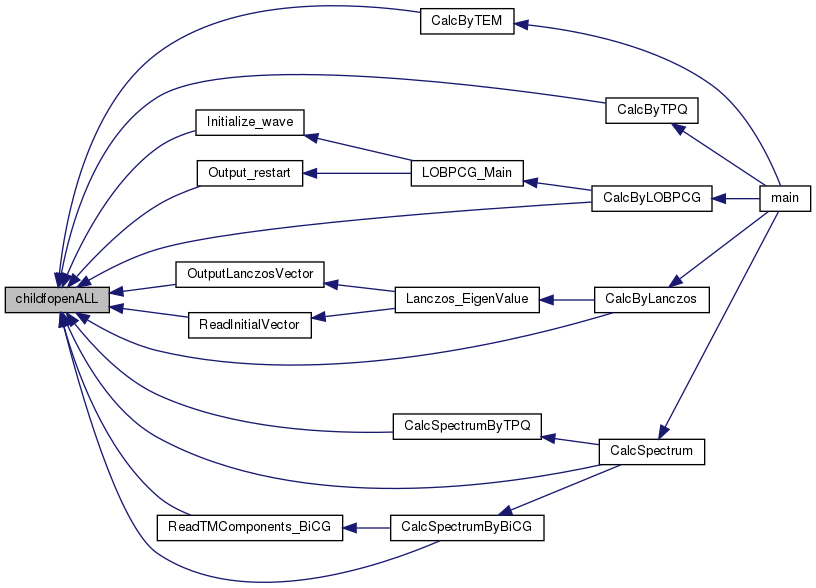 CalcByTEM
CalcByTPQ
Initialize_wave
Output_restart
LOBPCG_Main
CalcByLOBPCG
main
OutputLanczosVector
childfopenALL
Lanczos_EigenValue
CalcByLanczos
ReadInitialVector
CalcSpectrumByTPQ
CalcSpectrum
ReadTMComponents_BiCG
CalcSpectrumByBiCG